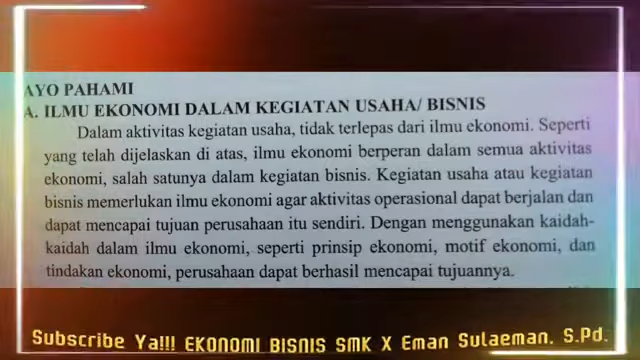 AYO PAHAMI
A. ILMU EKONOMI DALAM KEGIATAN USAHA/ BISNIS
Dalam aktivitas kegiatan usaha, tidak terlepas dari ilmu ekonomi. Seperti
yang telah dijelaskan di atas, ilmu ekonomi berperan dalam semua aktivitas
ekonomi, salah satunya dalam kegiatan bisnis. Kegiatan usaha atau kegiatan
bisnis memerlukan ilmu ekonomi agar aktivitas operasional dapat berjalan dan
dapat mencapai tujuan perusahaan itu sendiri. Dengan menggunakan kaidah-
kaidah dalam ilmu ekonomi, seperti prinsip ekonomi, motif ekonomi, dan
tindakan ekonomi, perusahaan dapat berhasil mencapai tujuannya.
Subscribe Ya!!! EKONOMI BISNIS SMK X Eman Sulaeman. S.Pd.